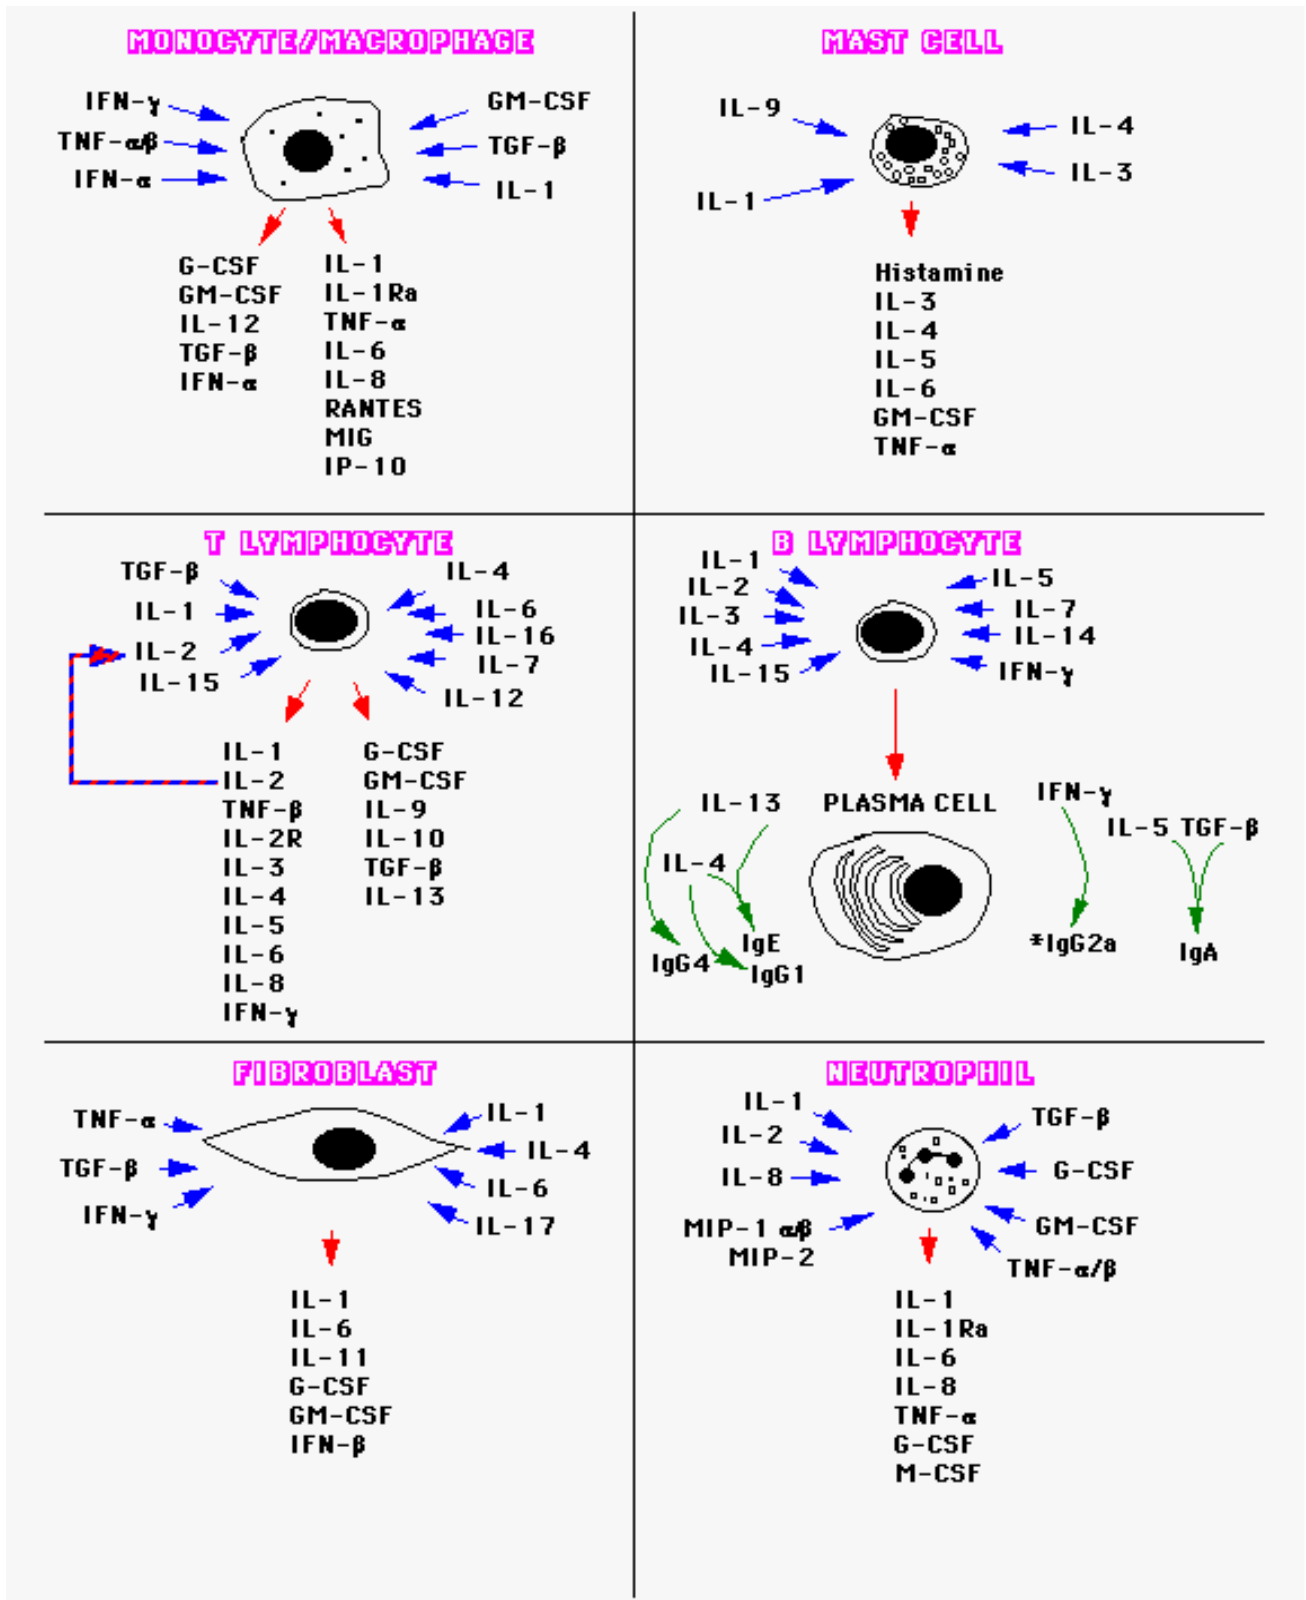 MONOCYTE/MACROPHAGE
IFN-γ
TNF-α/β
IFN-α
GM-CSF
TGF-β
IL-1
G-CSF
GM-CSF
IL-12
TGF-β
IFN-α
IL-1
IL-1Ra
TNF-α
IL-6
IL-8
RANTES
MIG
IP-10
MAST CELL
IL-9
IL-1
IL-4
IL-3
Histamine
IL-3
IL-4
IL-5
IL-6
GM-CSF
TNF-α
T LYMPHOCYTE
TGF-β
IL-1
IL-2
IL-15
IL-4
IL-6
IL-16
IL-7
IL-12
IL-1
IL-2
TNF-β
IL-2R
IL-3
IL-4
IL-5
IL-6
IL-8
IFN-γ
G-CSF
GM-CSF
IL-9
IL-10
TGF-β
IL-13
B LYMPHOCYTE
IL-1
IL-2
IL-3
IL-4
IL-15
IL-5
IL-7
IL-14
IFN-γ
IL-13
IL-4
IgE
IgG4
IgG1
PLASMA CELL
IFN-γ
IL-5 TGF-β
*IgG2a
IgA
FIBROBLAST
TNF-α
TGF-β
IFN-γ
IL-1
IL-4
IL-6
IL-17
IL-1
IL-6
IL-11
G-CSF
GM-CSF
IFN-β
NEUTROPHIL
IL-1
IL-2
IL-8
MIP-1 α/β
MIP-2
TGF-β
G-CSF
GM-CSF
TNF-α/β
IL-1
IL-1Ra
IL-6
IL-8
TNF-α
G-CSF
M-CSF